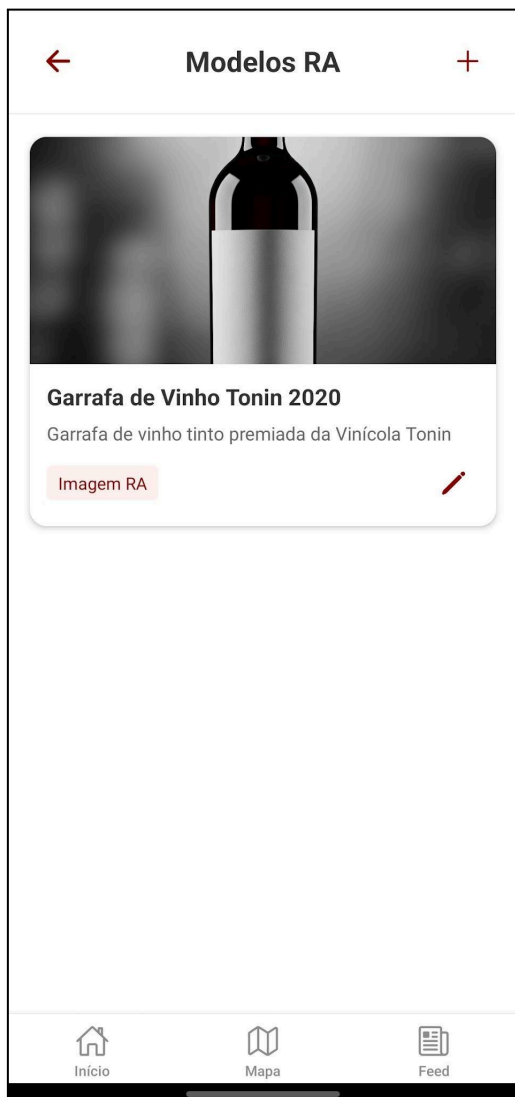 Modelos RA
Garrafa de Vinho Tonin 2020
Garrafa de vinho tinto premiada da Vinícola Tonin
Imagem RA
Início
Mapa
Feed